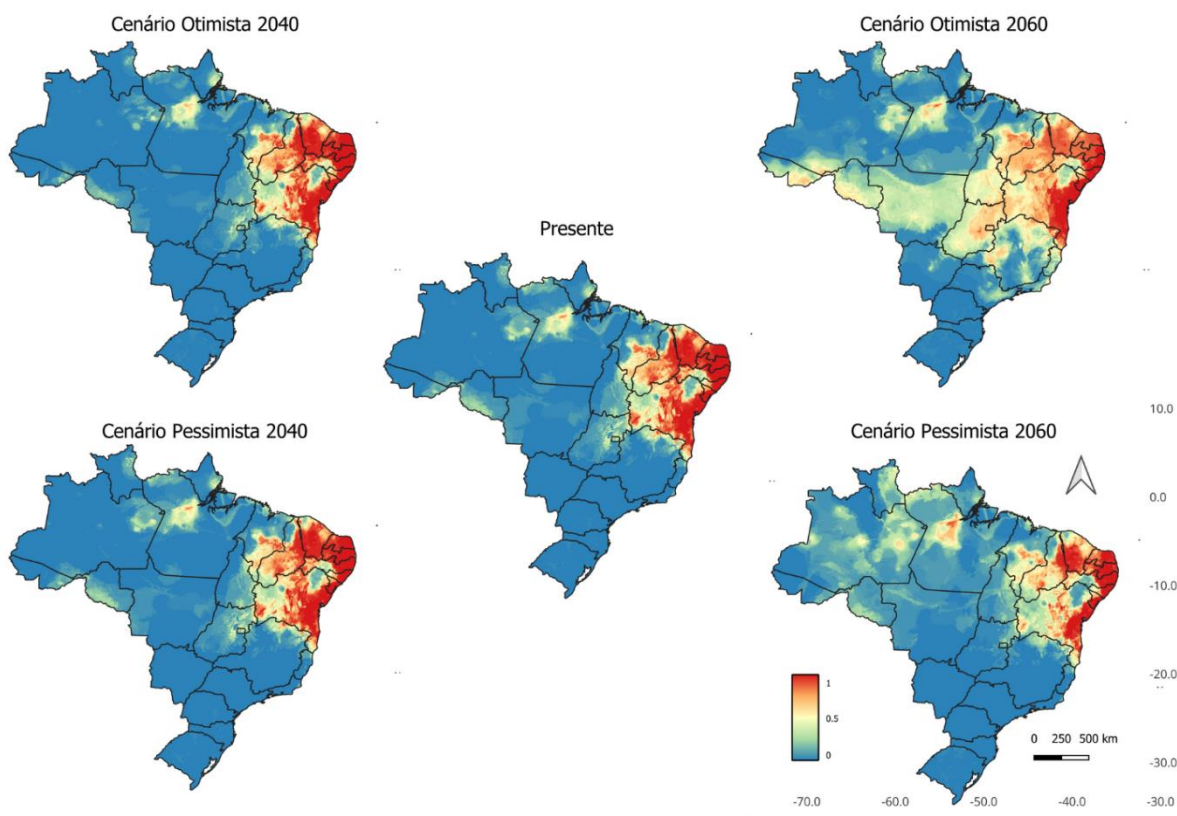 Cenário Otimista 2040
Cenário Otimista 2060
Presente
Cenário Pessimista 2040
Cenário Pessimista 2060
10.0
0.0
-10.0
-20.0
-30.0
1
0.5
0
0 250 500 km
-70.0 -60.0 -50.0 -40.0 -30.0